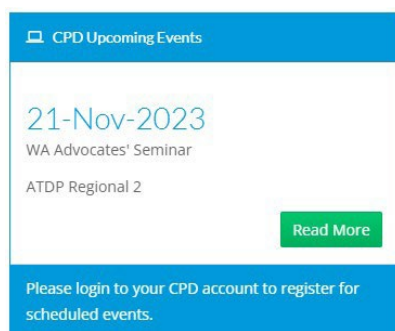 CPD Upcoming Events
21-Nov-2023
WA Advocates' Seminar
ATDP Regional 2
Read More
Please login to your CPD account to register for
scheduled events.